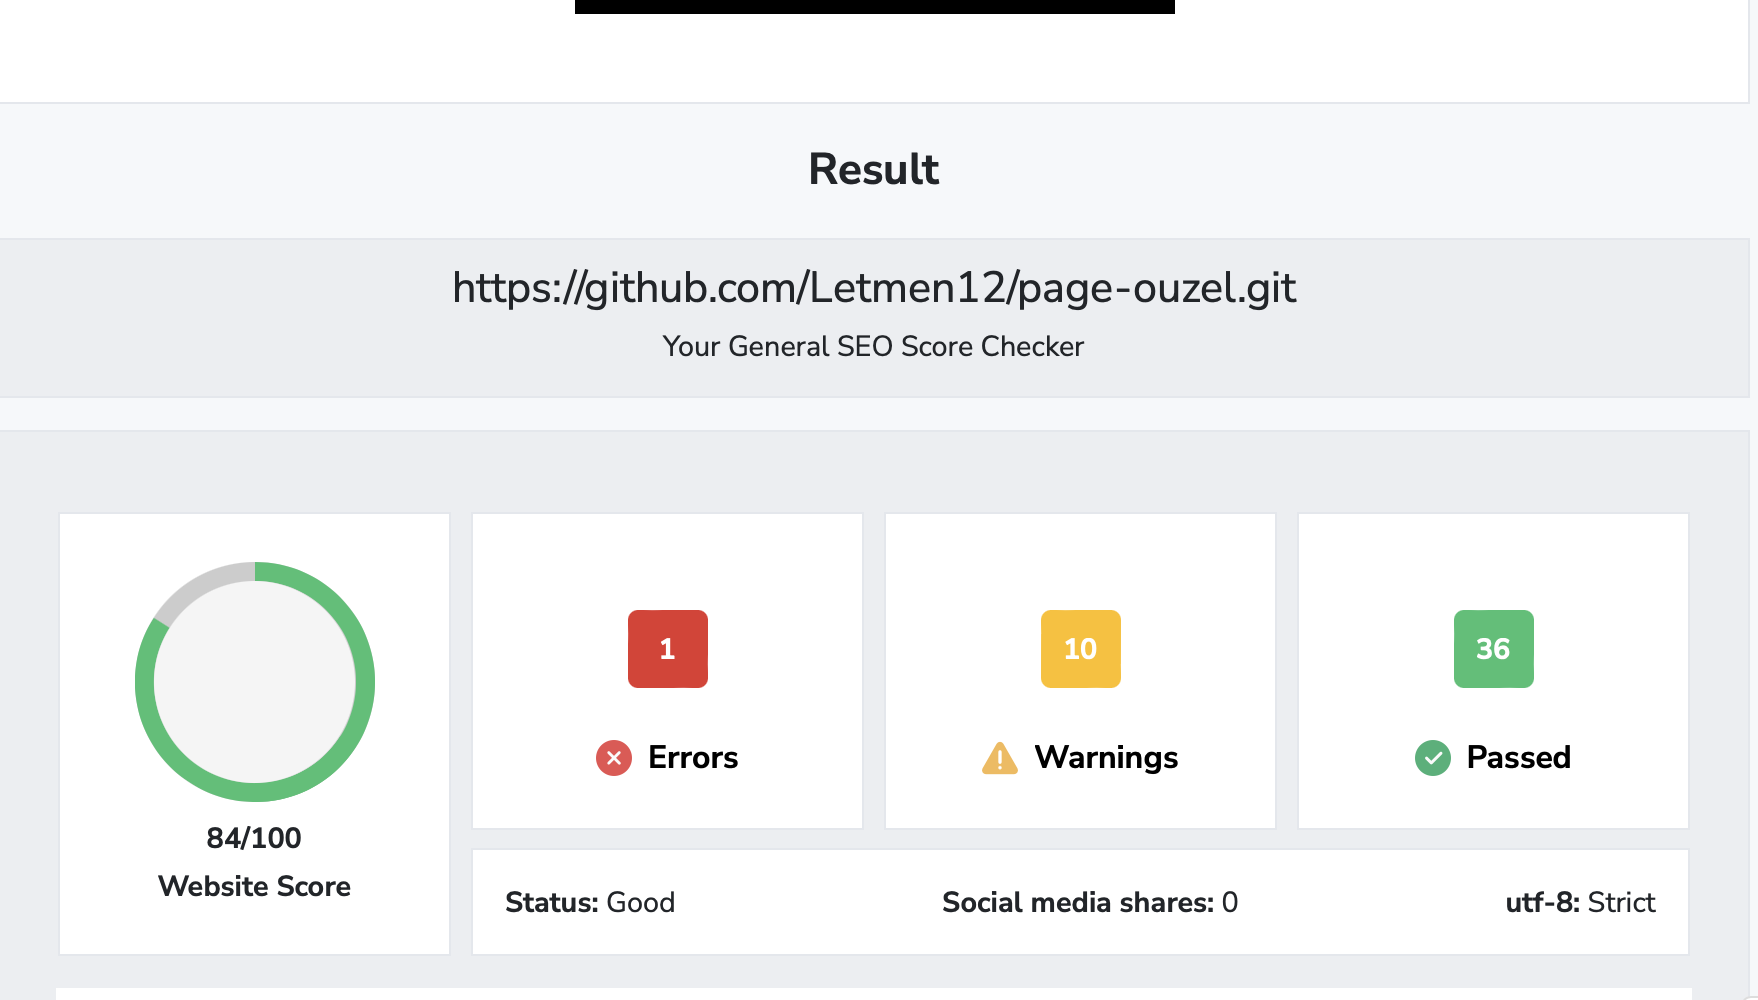 Result
https://github.com/Letmen12/page-ouzel.git
Your General SEO Score Checker
1
Errors
10
Warnings
36
Passed
84/100
Website Score
Status: Good
Social media shares: 0
utf-8: Strict